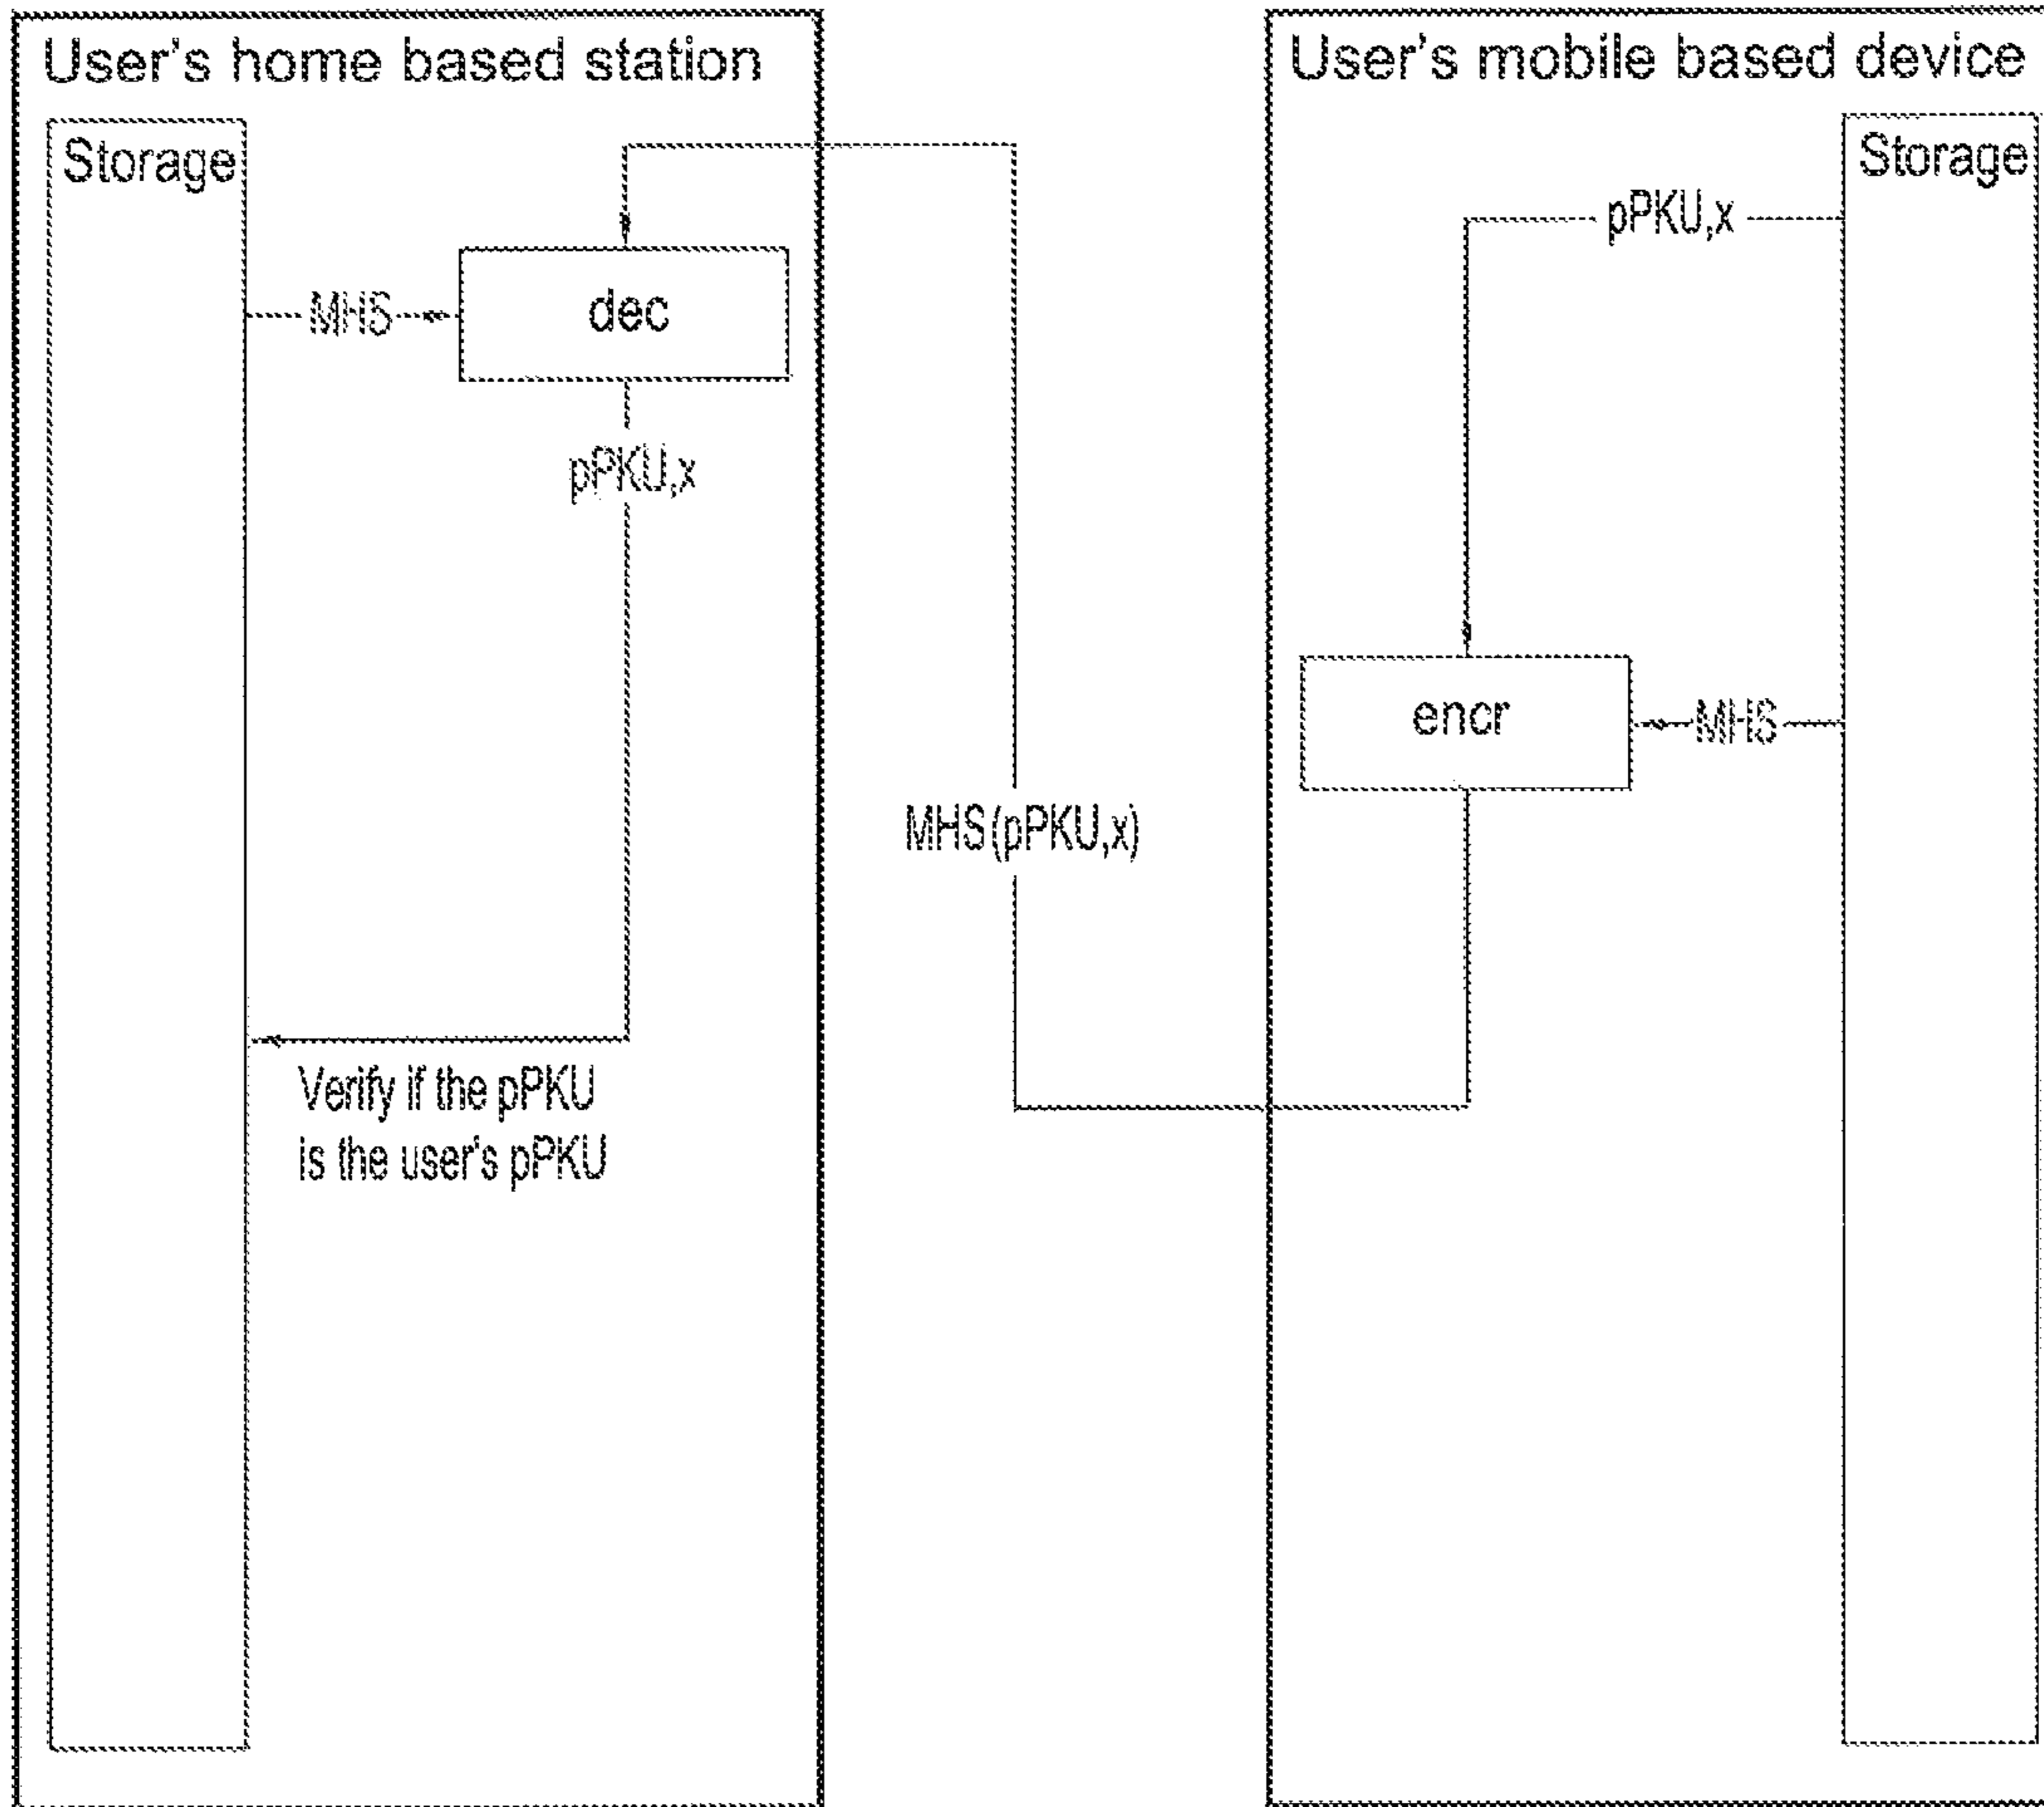 User's home based station
Storage
MHS
dec
pPKU,x
Verify if the pPKU
is the user's pPKU
MHS(pPKU,x)
User's mobile based device
Storage
pPKU,x
encr
MHS